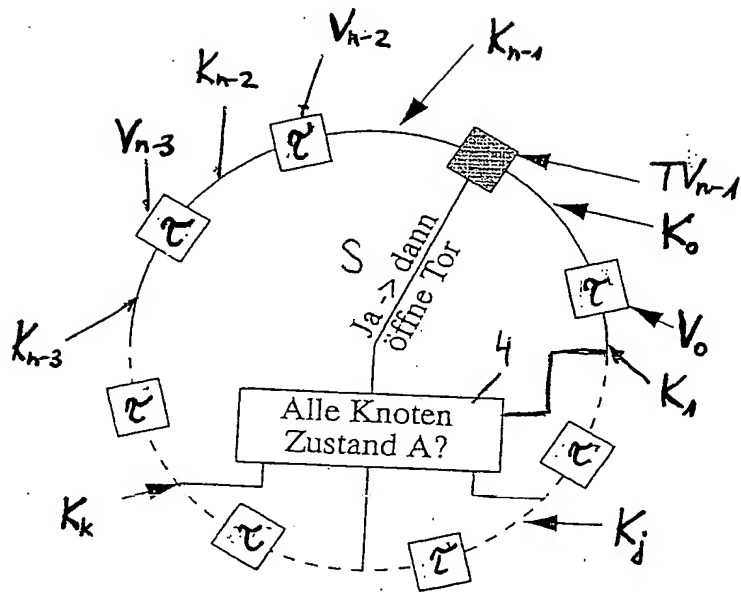 V_{n-2}
K_{n-1}
K_{n-2}
V_{n-3}
τ
TV_{n-1}
τ
K_0
S
Ja -> dann
öffne Tor
τ
K_{n-3}
V_0
4
K_1
τ
Alle Knoten
Zustand A?
τ
K_k
τ
τ
K_j